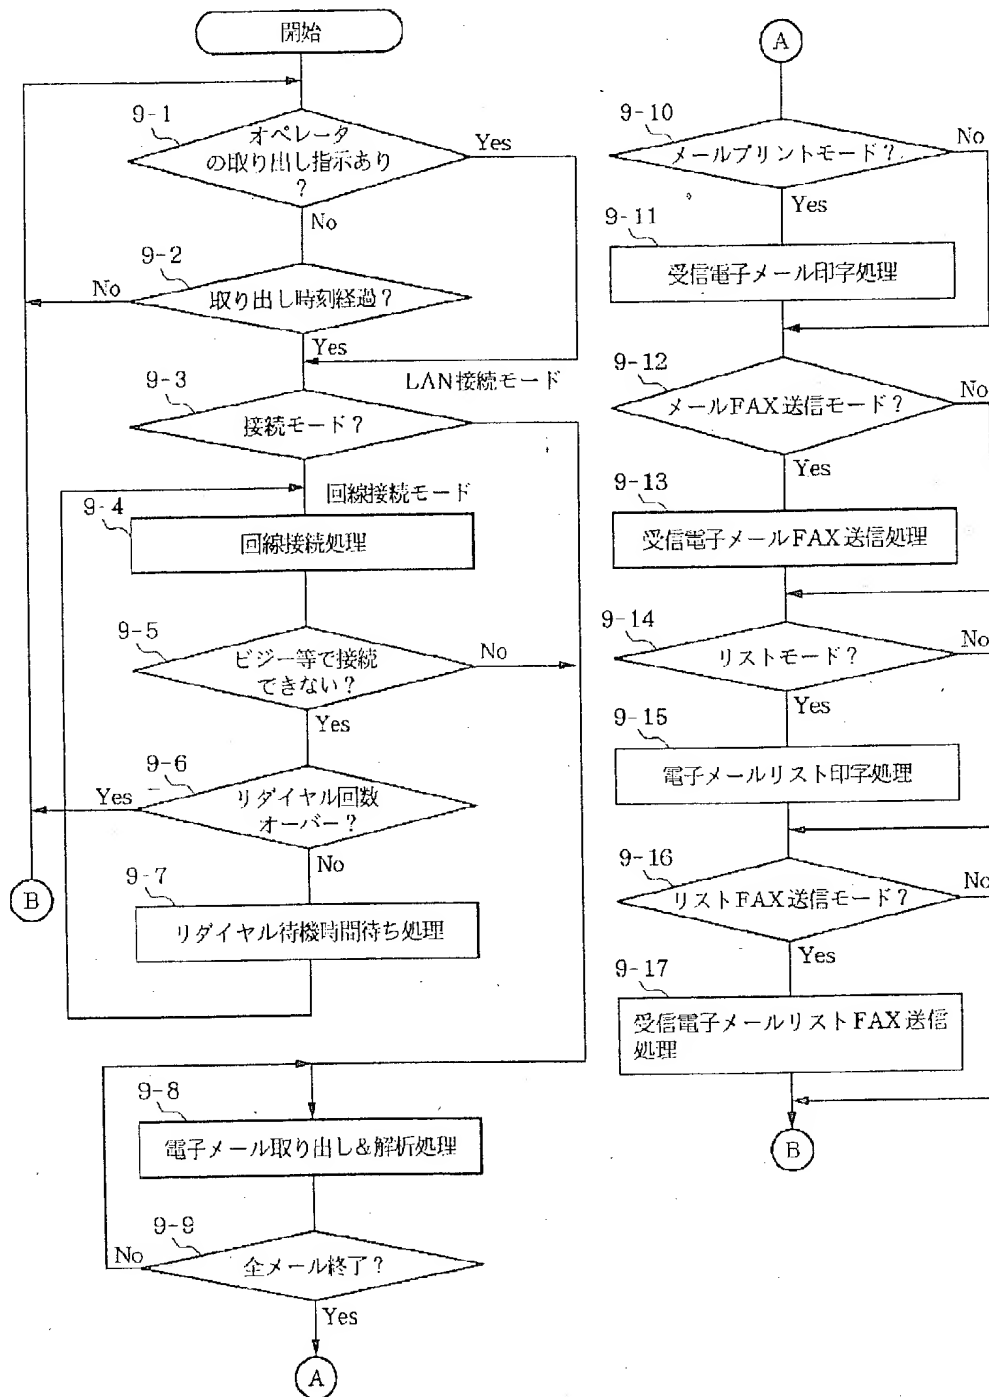 開始
9-1
オペレータ
の取り出し指示あり
?
Yes
No
9-2
取り出し時刻経過?
No
Yes
LAN接続モード
9-3
接続モード?
回線接続モード
9-4
回線接続処理
9-5
ビジー等で接続
できない?
No
Yes
9-6
リダイヤル回数
オーバー?
Yes
No
B
9-7
リダイヤル待機時間待ち処理
9-8
電子メール取り出し&解析処理
9-9
全メール終了?
No
Yes
A
A
9-10
メールプリントモード?
No
Yes
9-11
受信電子メール印字処理
9-12
メールFAX送信モード?
No
Yes
9-13
受信電子メールFAX送信処理
9-14
リストモード?
No
Yes
9-15
電子メールリスト印字処理
9-16
リストFAX送信モード?
No
Yes
9-17
受信電子メールリストFAX送信
処理
B